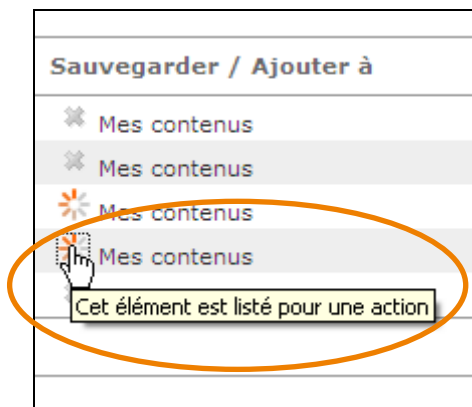 Sauvegarder / Ajouter à
Mes contenus
Mes contenus
Mes contenus
Mes contenus
Cet élément est listé pour une action